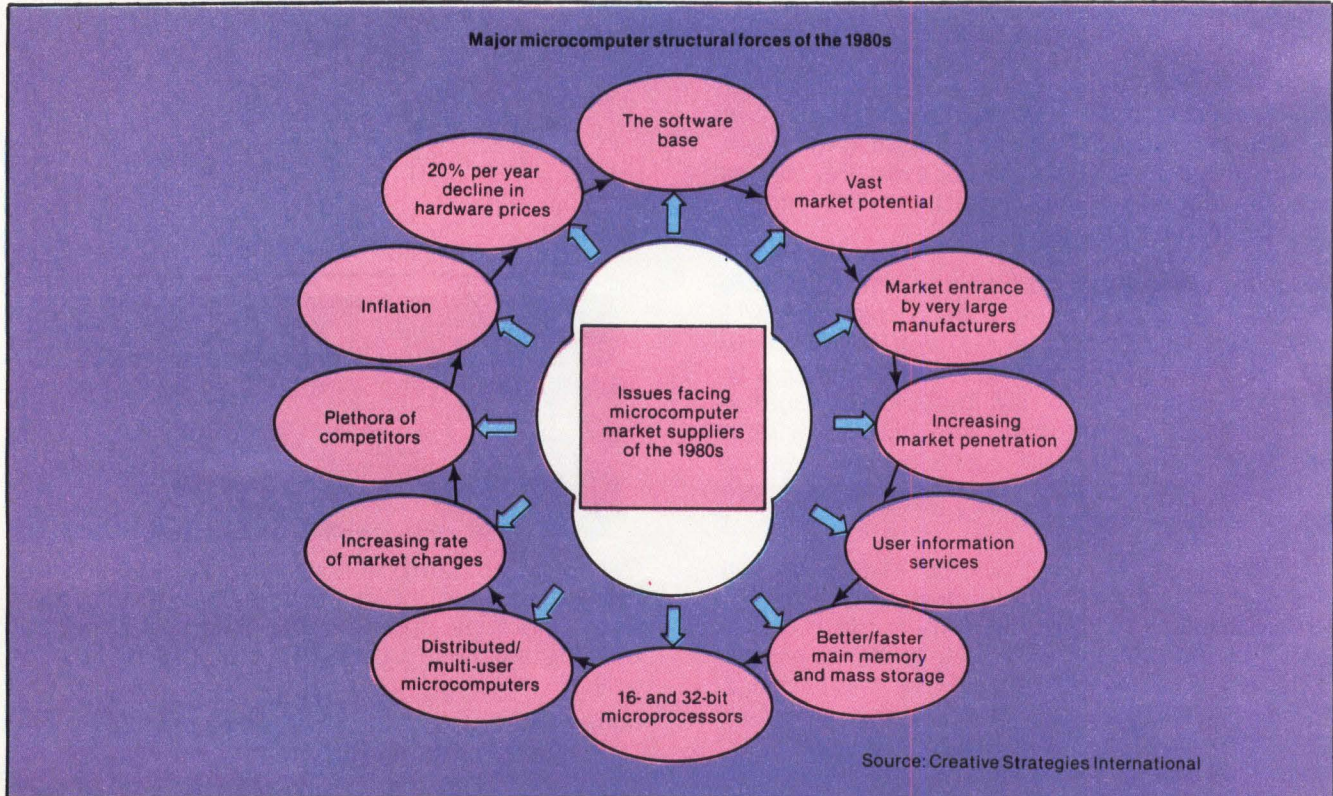 Major microcomputer structural forces of the 1980s
The software
base
Vast
market potential
Market entrance
by very large
manufacturers
Increasing
market penetration
User information
services
Better/faster
main memory
and mass storage
16- and 32-bit
microprocessors
Distributed/
multi-user
microcomputers
Increasing rate
of market changes
Plethora of
competitors
Inflation
20% per year
decline in
hardware prices
Issues facing
microcomputer
market suppliers
of the 1980s
Source: Creative Strategies International